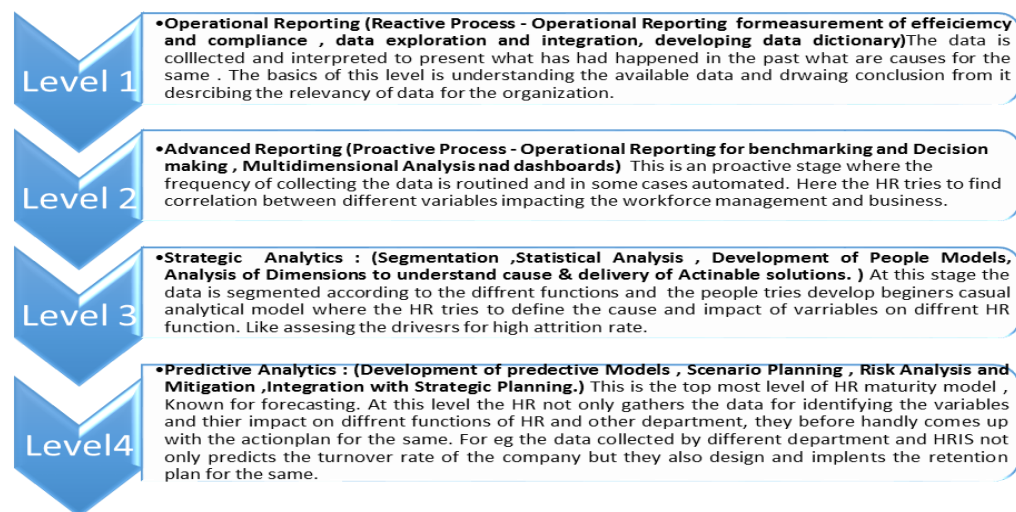 Level 1
•Operational Reporting (Reactive Process - Operational Reporting formeasurement of effeiciemcy
and compliance , data exploration and integration, developing data dictionary)The data is
colllected and interpreted to present what has had happened in the past what are causes for the
same . The basics of this level is understanding the available data and drwaing conclusion from it
desrcibing the relevancy of data for the organization.
Level 2
•Advanced Reporting (Proactive Process - Operational Reporting for benchmarking and Decision
making , Multidimensional Analysis nad dashboards) This is an proactive stage where the
frequency of collecting the data is routined and in some cases automated. Here the HR tries to find
correlation between different variables impacting the workforce management and business.
Level 3
•Strategic Analytics : (Segmentation ,Statistical Analysis , Development of People Models,
Analysis of Dimensions to understand cause & delivery of Actinable solutions. ) At this stage the
data is segmented according to the diffrent functions and the people tries develop beginers casual
analytical model where the HR tries to define the cause and impact of varriables on diffrent HR
function. Like assesing the drivesrs for high attrition rate.
Level4
•Predictive Analytics : (Development of predective Models , Scenario Planning , Risk Analysis and
Mitigation ,Integration with Strategic Planning.) This is the top most level of HR maturity model ,
Known for forecasting. At this level the HR not only gathers the data for identifying the variables
and thier impact on diffrent functions of HR and other department, they before handly comes up
with the actionplan for the same. For eg the data collected by different department and HRIS not
only predicts the turnover rate of the company but they also design and implents the retention
plan for the same.